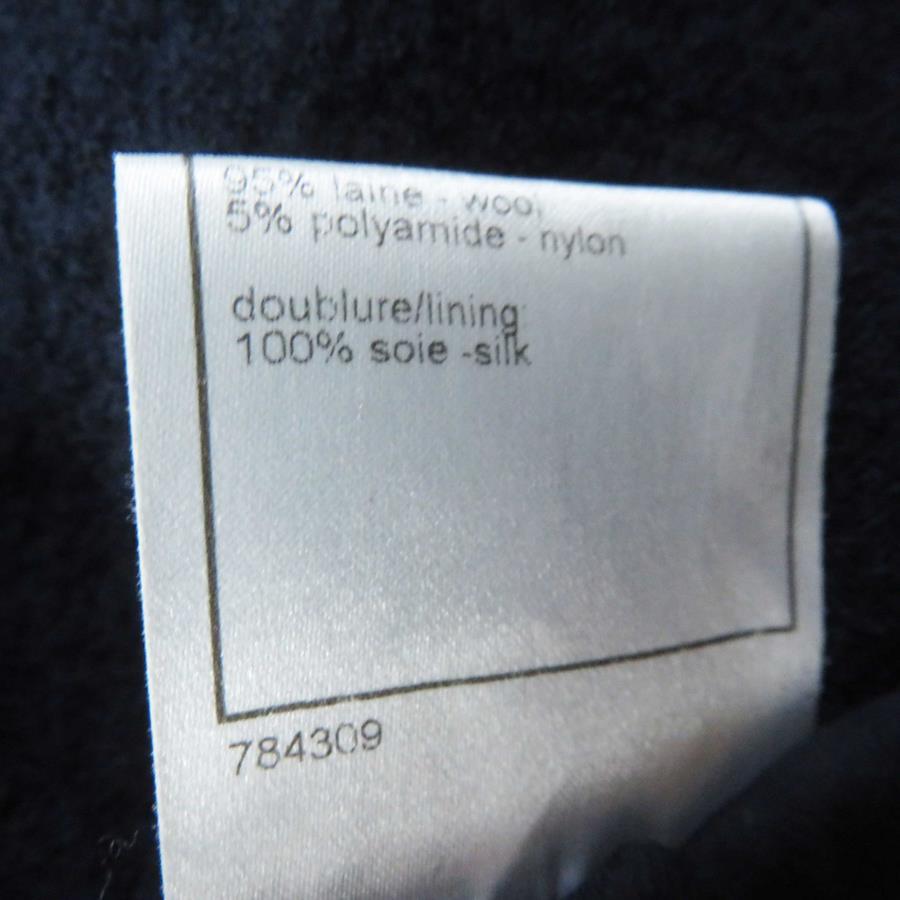 95% laine - wool
5% polyamide - nylon
doublure/lining:
100% soie -silk
784309